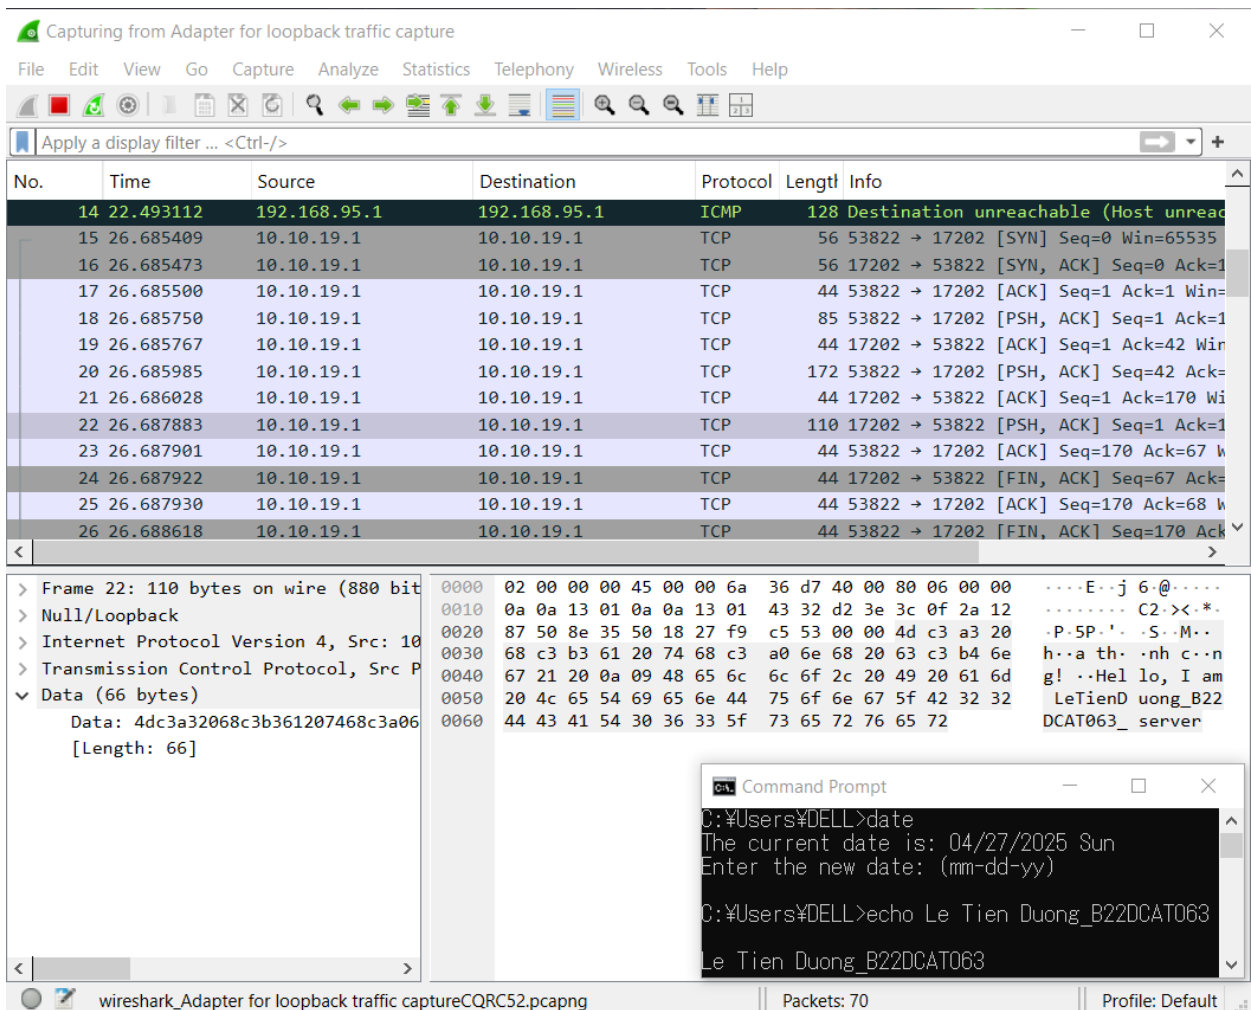 Capturing from Adapter for loopback traffic capture
File Edit View Go Capture Analyze Statistics Telephony Wireless Tools Help
Apply a display filter ... <Ctrl-/>
No. Time Source Destination Protocol Lengtl Info
14 22.493112 192.168.95.1 192.168.95.1 ICMP 128 Destination unreachable (Host unreac
15 26.685409 10.10.19.1 10.10.19.1 TCP 56 53822 → 17202 [SYN] Seq=0 Win=65535
16 26.685473 10.10.19.1 10.10.19.1 TCP 56 17202 → 53822 [SYN, ACK] Seq=0 Ack=1
17 26.685500 10.10.19.1 10.10.19.1 TCP 44 53822 → 17202 [ACK] Seq=1 Ack=1 Win=
18 26.685750 10.10.19.1 10.10.19.1 TCP 85 53822 → 17202 [PSH, ACK] Seq=1 Ack=1
19 26.685767 10.10.19.1 10.10.19.1 TCP 44 17202 → 53822 [ACK] Seq=1 Ack=42 Win
20 26.685985 10.10.19.1 10.10.19.1 TCP 172 53822 → 17202 [PSH, ACK] Seq=42 Ack=
21 26.686028 10.10.19.1 10.10.19.1 TCP 44 17202 → 53822 [ACK] Seq=1 Ack=170 Wi
22 26.687883 10.10.19.1 10.10.19.1 TCP 110 17202 → 53822 [PSH, ACK] Seq=1 Ack=1
23 26.687901 10.10.19.1 10.10.19.1 TCP 44 53822 → 17202 [ACK] Seq=170 Ack=67 W
24 26.687922 10.10.19.1 10.10.19.1 TCP 44 17202 → 53822 [FIN, ACK] Seq=67 Ack=
25 26.687930 10.10.19.1 10.10.19.1 TCP 44 53822 → 17202 [ACK] Seq=170 Ack=68 W
26 26.688618 10.10.19.1 10.10.19.1 TCP 44 53822 → 17202 [FIN, ACK] Seq=170 Ack
Frame 22: 110 bytes on wire (880 bit
Null/Loopback
Internet Protocol Version 4, Src: 10
Transmission Control Protocol, Src P
Data (66 bytes)
Data: 4dc3a32068c3b361207468c3a06
[Length: 66]
0000 02 00 00 00 45 00 00 6a 36 d7 40 00 80 06 00 00 ····E··j 6·@·····
0010 0a 0a 13 01 0a 0a 13 01 43 32 d2 3e 3c 0f 2a 12 ········ C2·><·*·
0020 87 50 8e 35 50 18 27 f9 c5 53 00 00 4d c3 a3 20 ·P·5P·'· ·S··M··
0030 68 c3 b3 61 20 74 68 c3 a0 6e 68 20 63 c3 b4 6e h··a th· ·nh c··n
0040 67 21 20 0a 09 48 65 6c 6c 6f 2c 20 49 20 61 6d g! ··Hel lo, I am
0050 20 4c 65 54 69 65 6e 44 75 6f 6e 67 5f 42 32 32 LeTienD uong_B22
0060 44 43 41 54 30 36 33 5f 73 65 72 76 65 72 DCAT063_ server
Command Prompt
C:¥Users¥DELL>date
The current date is: 04/27/2025 Sun
Enter the new date: (mm-dd-yy)
C:¥Users¥DELL>echo Le Tien Duong_B22DCAT063
Le Tien Duong_B22DCAT063
wireshark_Adapter for loopback traffic captureCQRC52.pcapng Packets: 70 Profile: Default